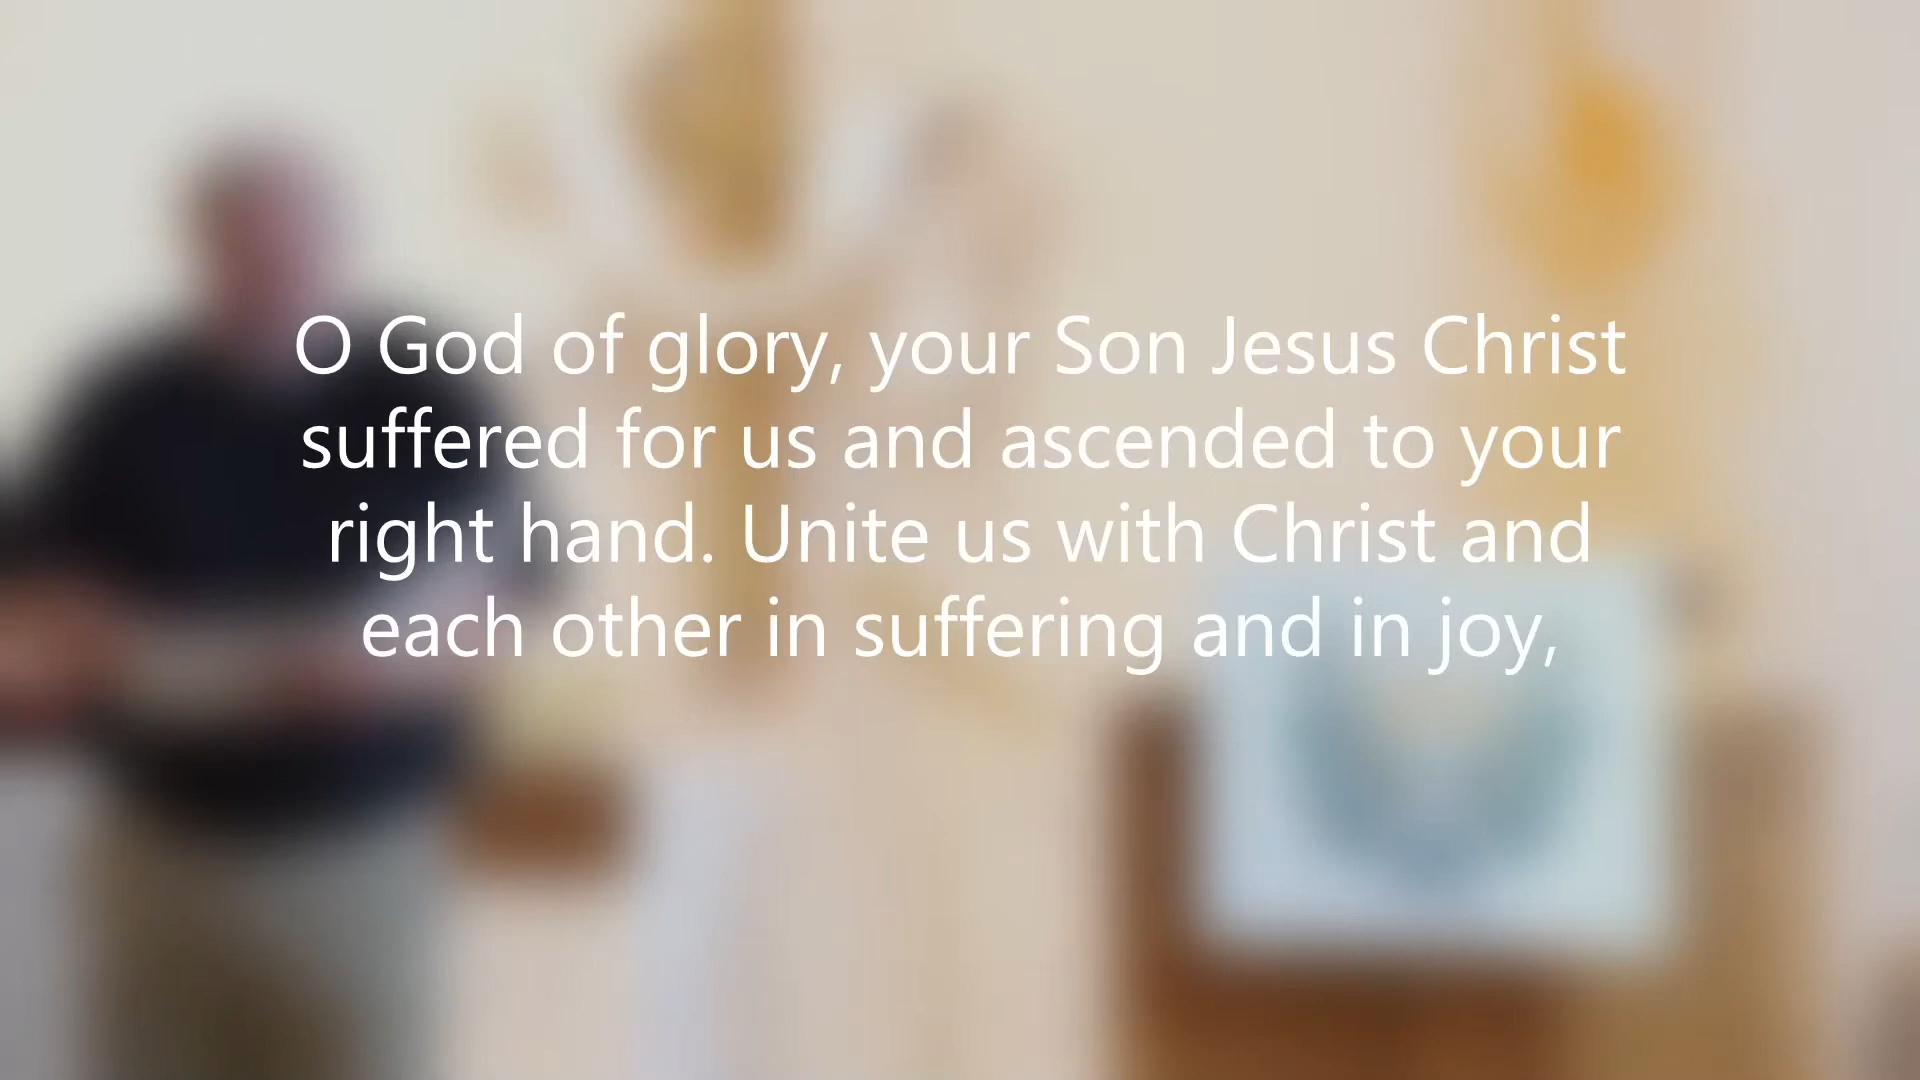 O God of glory, your Son Jesus Christ
suffered for us and ascended to your
right hand. Unite us with Christ and
each other in suffering and in joy,